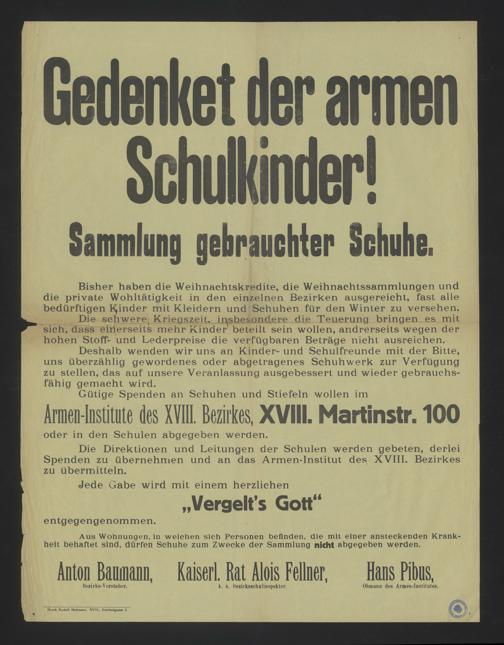 Gedenket der armen
Schulkinder!
Sammlung gebrauchter Schuhe.
Bisher haben die Weihnachtskredite, die Weihnachtssammlungen und
die private Wohltätigkeit in den einzelnen Bezirken ausgereicht, fast alle
bedürftigen Kinder mit Kleidern und Schuhen für den Winter zu versehen.
Die schwere Kriegszeit, insbesondere die Teuerung bringen es mit
sich, dass einerseits mehr Kinder beteilt sein wollen, andrerseits wegen der
hohen Stoff- und Lederpreise die verfügbaren Beträge nicht ausreichen.
Deshalb wenden wir uns an Kinder- und Schulfreunde mit der Bitte,
uns überzählig gewordenes oder abgetragenes Schuhwerk zur Verfügung
zu stellen, das auf unsere Veranlassung ausgebessert und wieder gebrauchs-
fähig gemacht wird.
Gütige Spenden an Schuhen und Stiefeln wollen im
Armen-Institute des XVIII. Bezirkes, XVIII. Martinstr. 100
oder in den Schulen abgegeben werden.
Die Direktionen und Leitungen der Schulen werden gebeten, derlei
Spenden zu übernehmen und an das Armen-Institut des XVIII. Bezirkes
zu übermitteln.
Jede Gabe wird mit einem herzlichen
„Vergelt's Gott“
entgegengenommen.
Aus Wohnungen, in welchen sich Personen befinden, die mit einer ansteckenden Krank-
heit behaftet sind, dürfen Schuhe zum Zwecke der Sammlung nicht abgegeben werden.
Anton Baumann, Kaiserl. Rat Alois Fellner, Hans Pibus,
Bezirks-Vorsteher. k. k. Bezirksschulinspektor. Obmann des Armen-Institutes.